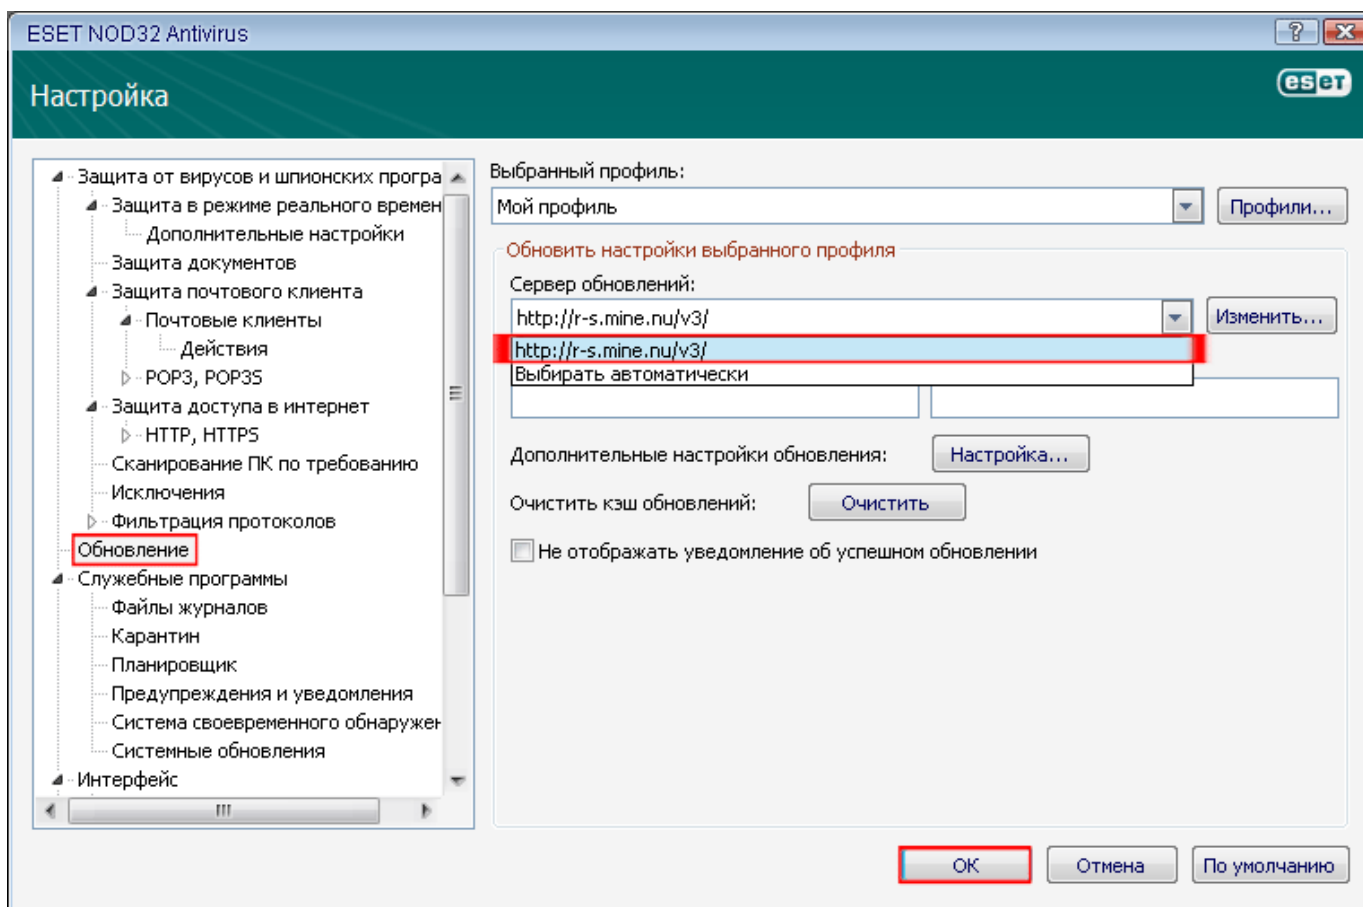 ESET NOD32 Antivirus
Настройка
eseт
Защита от вирусов и шпионских програ
Защита в режиме реального времен
Дополнительные настройки
Защита документов
Защита почтового клиента
Почтовые клиенты
Действия
POP3, POP3S
Защита доступа в интернет
HTTP, HTTPS
Сканирование ПК по требованию
Исключения
Фильтрация протоколов
Обновление
Служебные программы
Файлы журналов
Карантин
Планировщик
Предупреждения и уведомления
Система своевременного обнаружен
Системные обновления
Интерфейс
Выбранный профиль:
Мой профиль
Профили...
Обновить настройки выбранного профиля
Сервер обновлений:
http://r-s.mine.nu/v3/
Изменить...
http://r-s.mine.nu/v3/
Выбирать автоматически
Дополнительные настройки обновления:
Настройка...
Очистить кэш обновлений:
Очистить
Не отображать уведомление об успешном обновлении
ОК
Отмена
По умолчанию